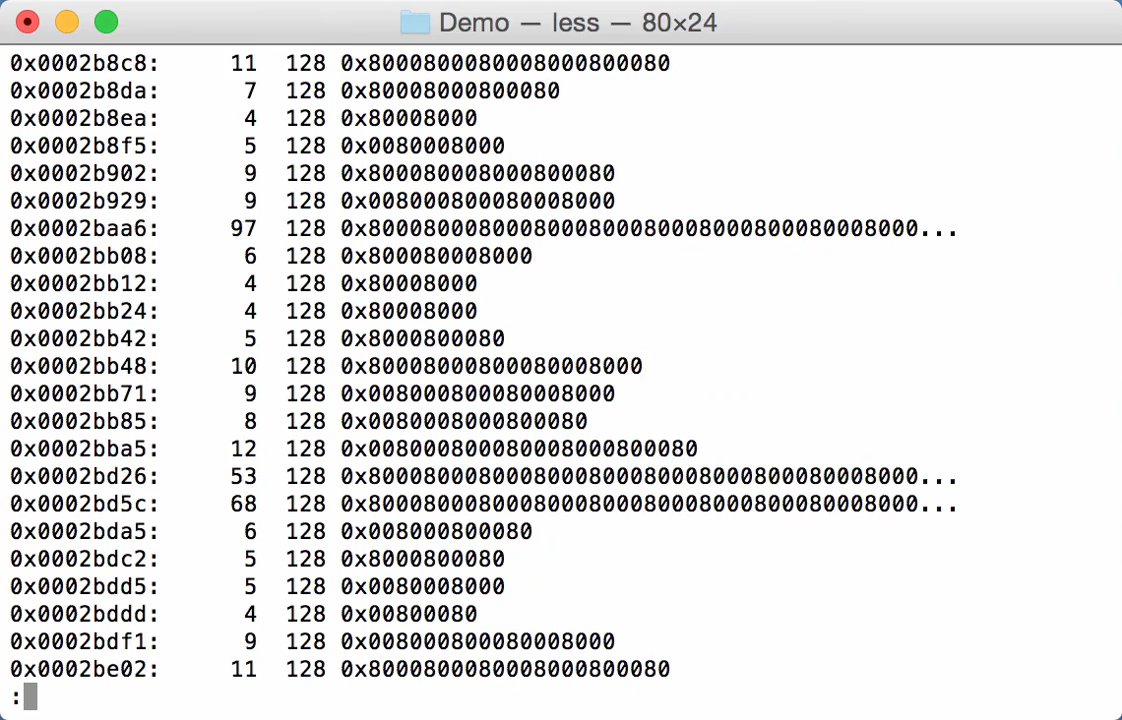 Demo — less — 80×24
0x0002b8c8: 11 128 0x8000800080008000800080
0x0002b8da: 7 128 0x80008000800080
0x0002b8ea: 4 128 0x80008000
0x0002b8f5: 5 128 0x0080008000
0x0002b902: 9 128 0x800080008000800080
0x0002b929: 9 128 0x008000800080008000
0x0002baa6: 97 128 0x8000800080008000800080008000800080008000...
0x0002bb08: 6 128 0x800080008000
0x0002bb12: 4 128 0x80008000
0x0002bb24: 4 128 0x80008000
0x0002bb42: 5 128 0x8000800080
0x0002bb48: 10 128 0x80008000800080008000
0x0002bb71: 9 128 0x008000800080008000
0x0002bb85: 8 128 0x0080008000800080
0x0002bba5: 12 128 0x008000800080008000800080
0x0002bd26: 53 128 0x8000800080008000800080008000800080008000...
0x0002bd5c: 68 128 0x8000800080008000800080008000800080008000...
0x0002bda5: 6 128 0x008000800080
0x0002bdc2: 5 128 0x8000800080
0x0002bdd5: 5 128 0x0080008000
0x0002bddd: 4 128 0x00800080
0x0002bdf1: 9 128 0x008000800080008000
0x0002be02: 11 128 0x8000800080008000800080
: